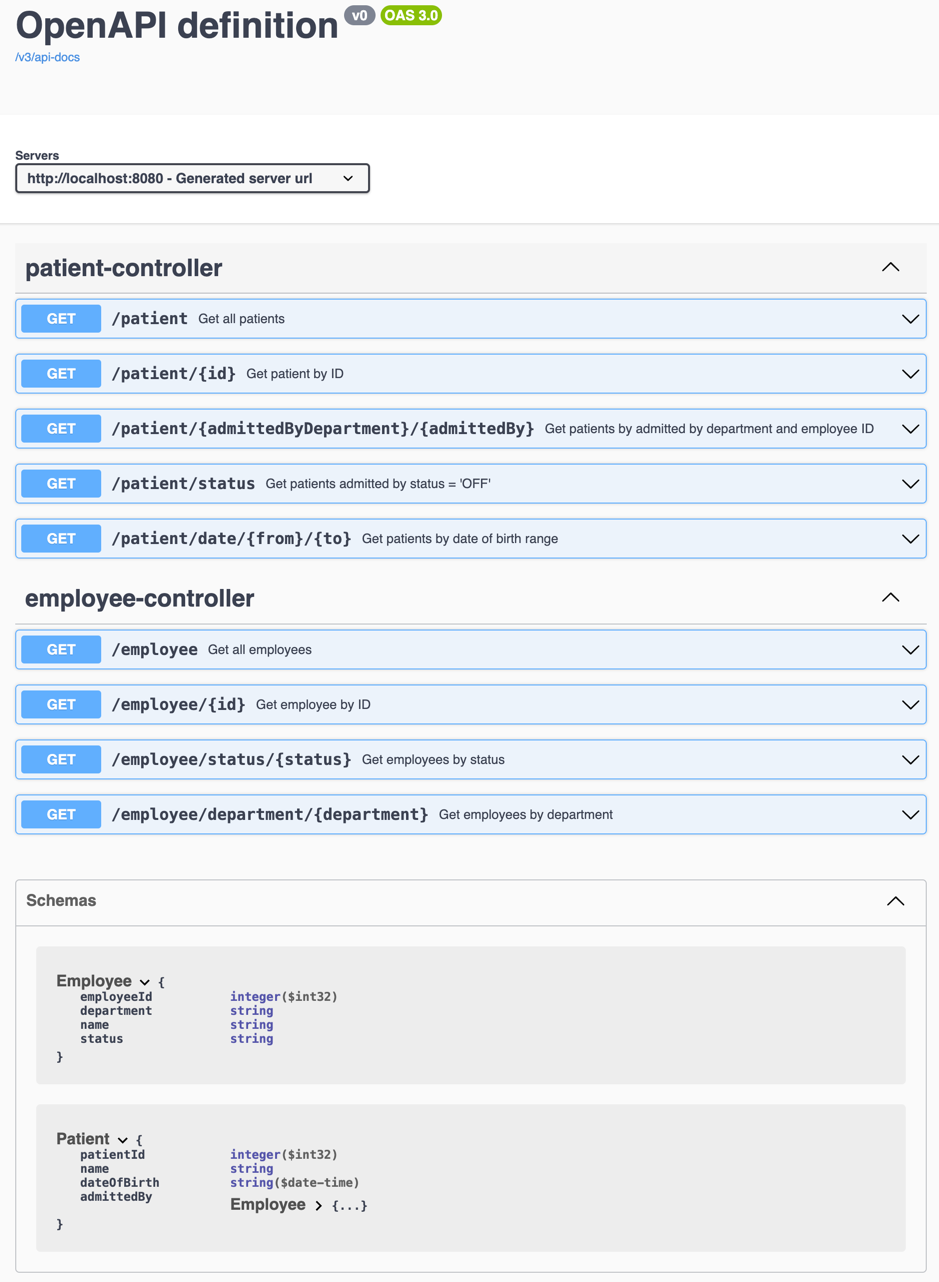 OpenAPI definition v0 OAS 3.0
/v3/api-docs
Servers
http://localhost:8080 - Generated server url
patient-controller
GET /patient Get all patients
GET /patient/{id} Get patient by ID
GET /patient/{admittedByDepartment}/{admittedBy} Get patients by admitted by department and employee ID
GET /patient/status Get patients admitted by status = 'OFF'
GET /patient/date/{from}/{to} Get patients by date of birth range
employee-controller
GET /employee Get all employees
GET /employee/{id} Get employee by ID
GET /employee/status/{status} Get employees by status
GET /employee/department/{department} Get employees by department
Schemas
Employee {
employeeId integer($int32)
department string
name string
status string
}
Patient {
patientId integer($int32)
name string
dateOfBirth string($date-time)
admittedBy Employee {...}
}